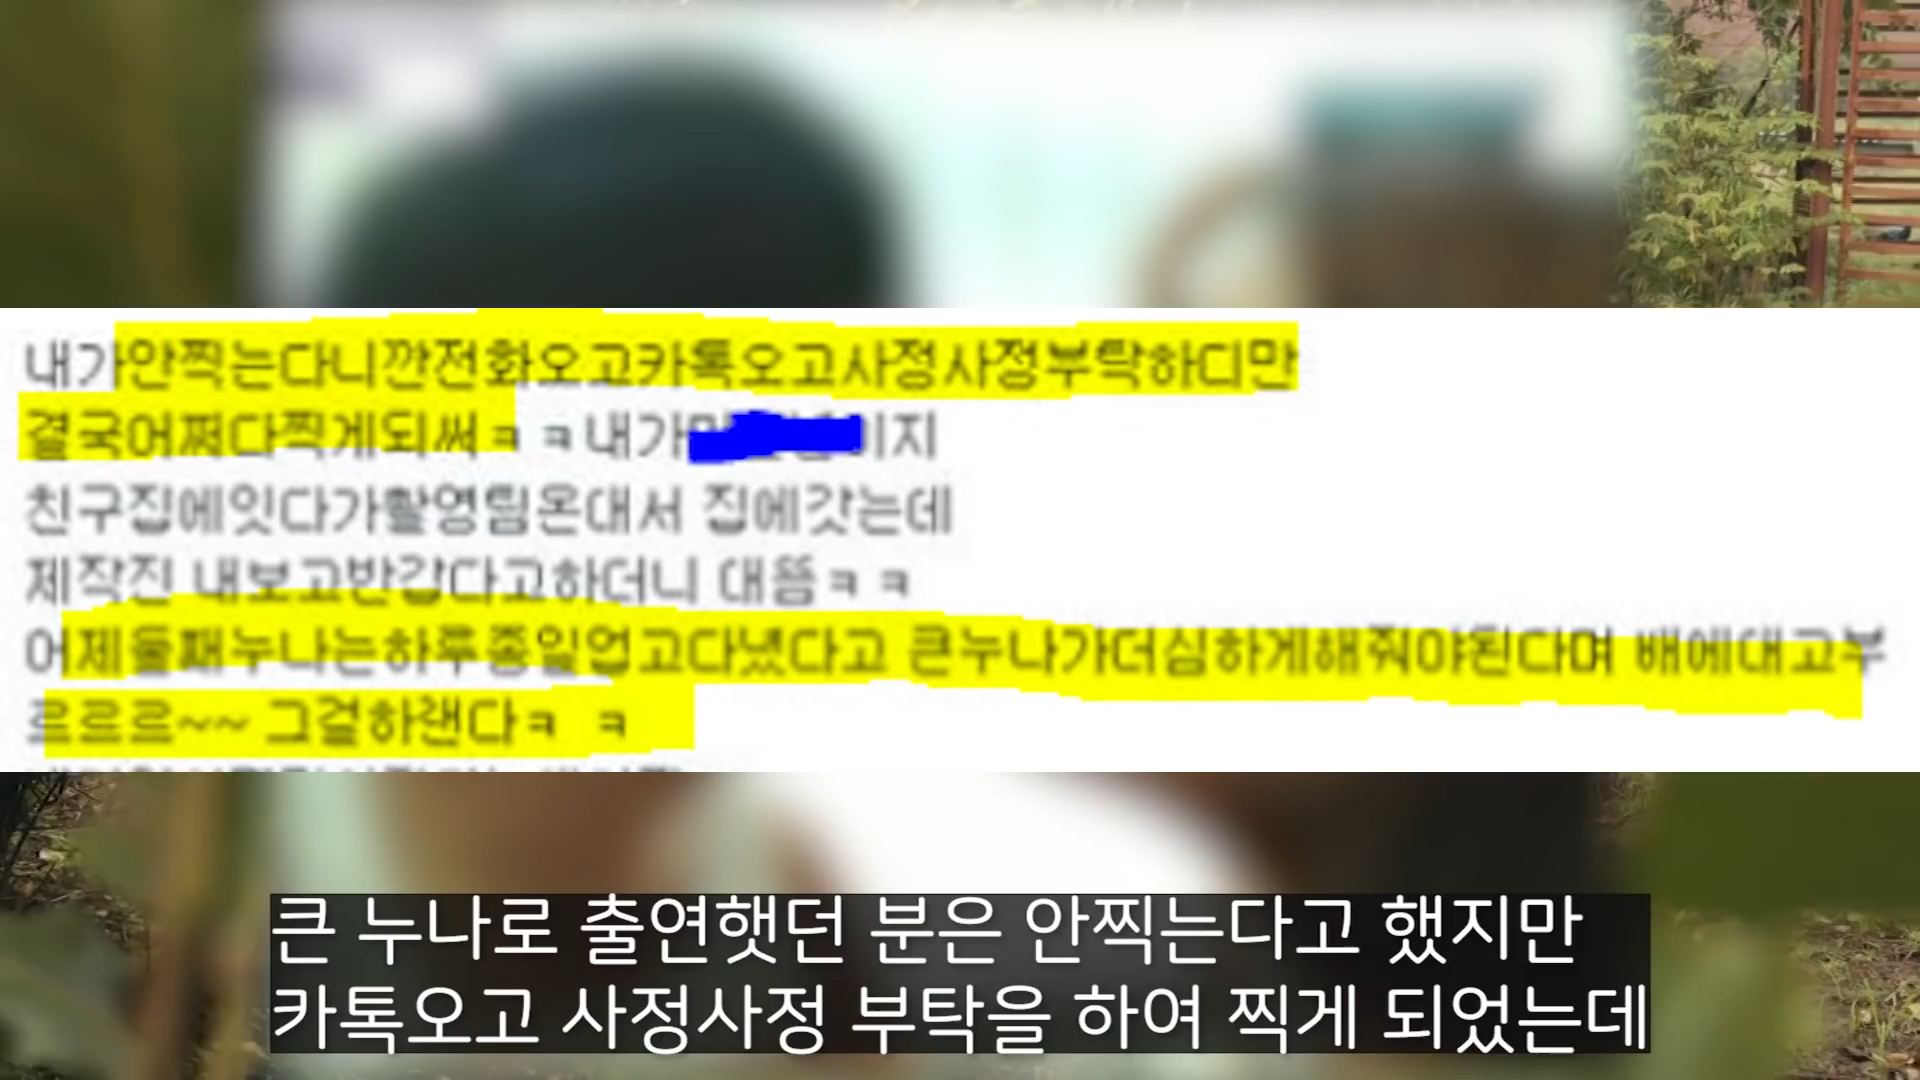 내가안찍는다니깐전화오고카톡오고사정사정부탁하디만
결국어쩌다찍게되써ㅋ ㅋ내가 이지
친구집에잇다가촬영팀온대서 집에갓는데
제작진 내보고반갑다고하더니 대뜸ㅋ ㅋ
어제둘째누나는하루종일업고다녔다고 큰누나가더심하게해줘야된다며 배에대고부
르르르~~ 그걸하랜다ㅋ ㅋ
큰 누나로 출연햇던 분은 안찍는다고 했지만
카톡오고 사정사정 부탁을 하여 찍게 되었는데